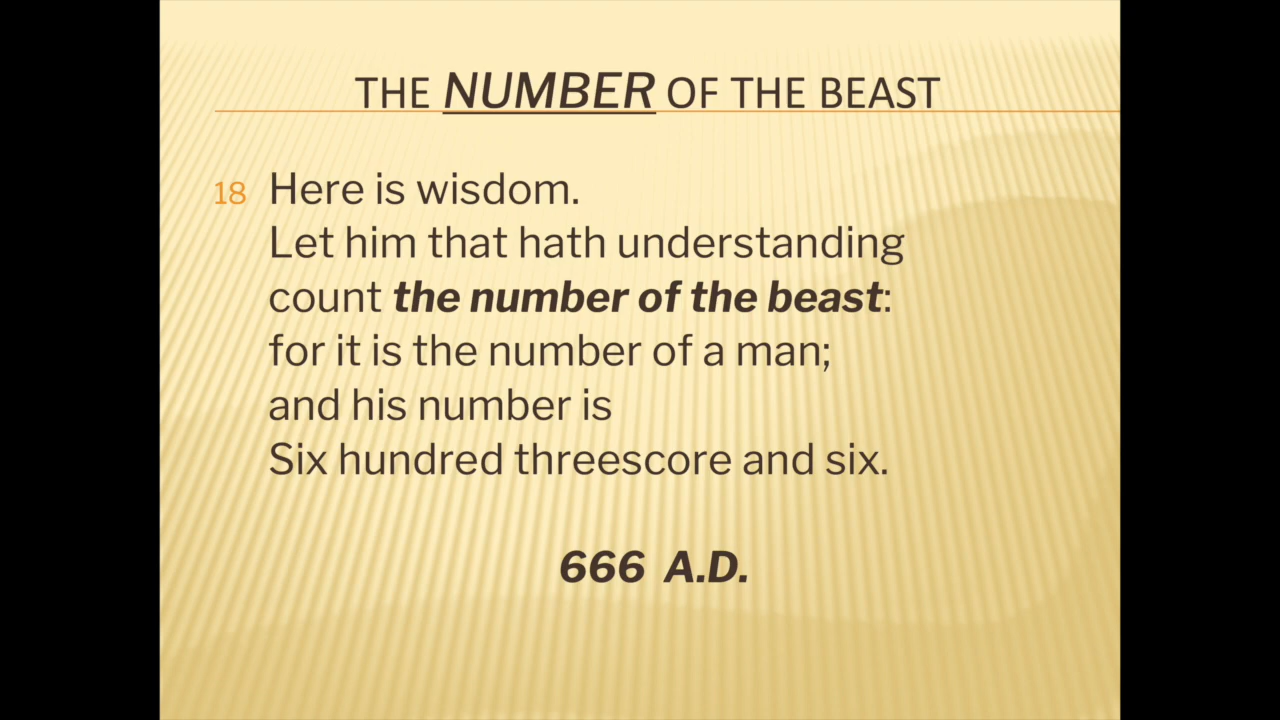 THE NUMBER OF THE BEAST
18 Here is wisdom.
Let him that hath understanding
count the number of the beast:
for it is the number of a man;
and his number is
Six hundred threescore and six.
666 A.D.